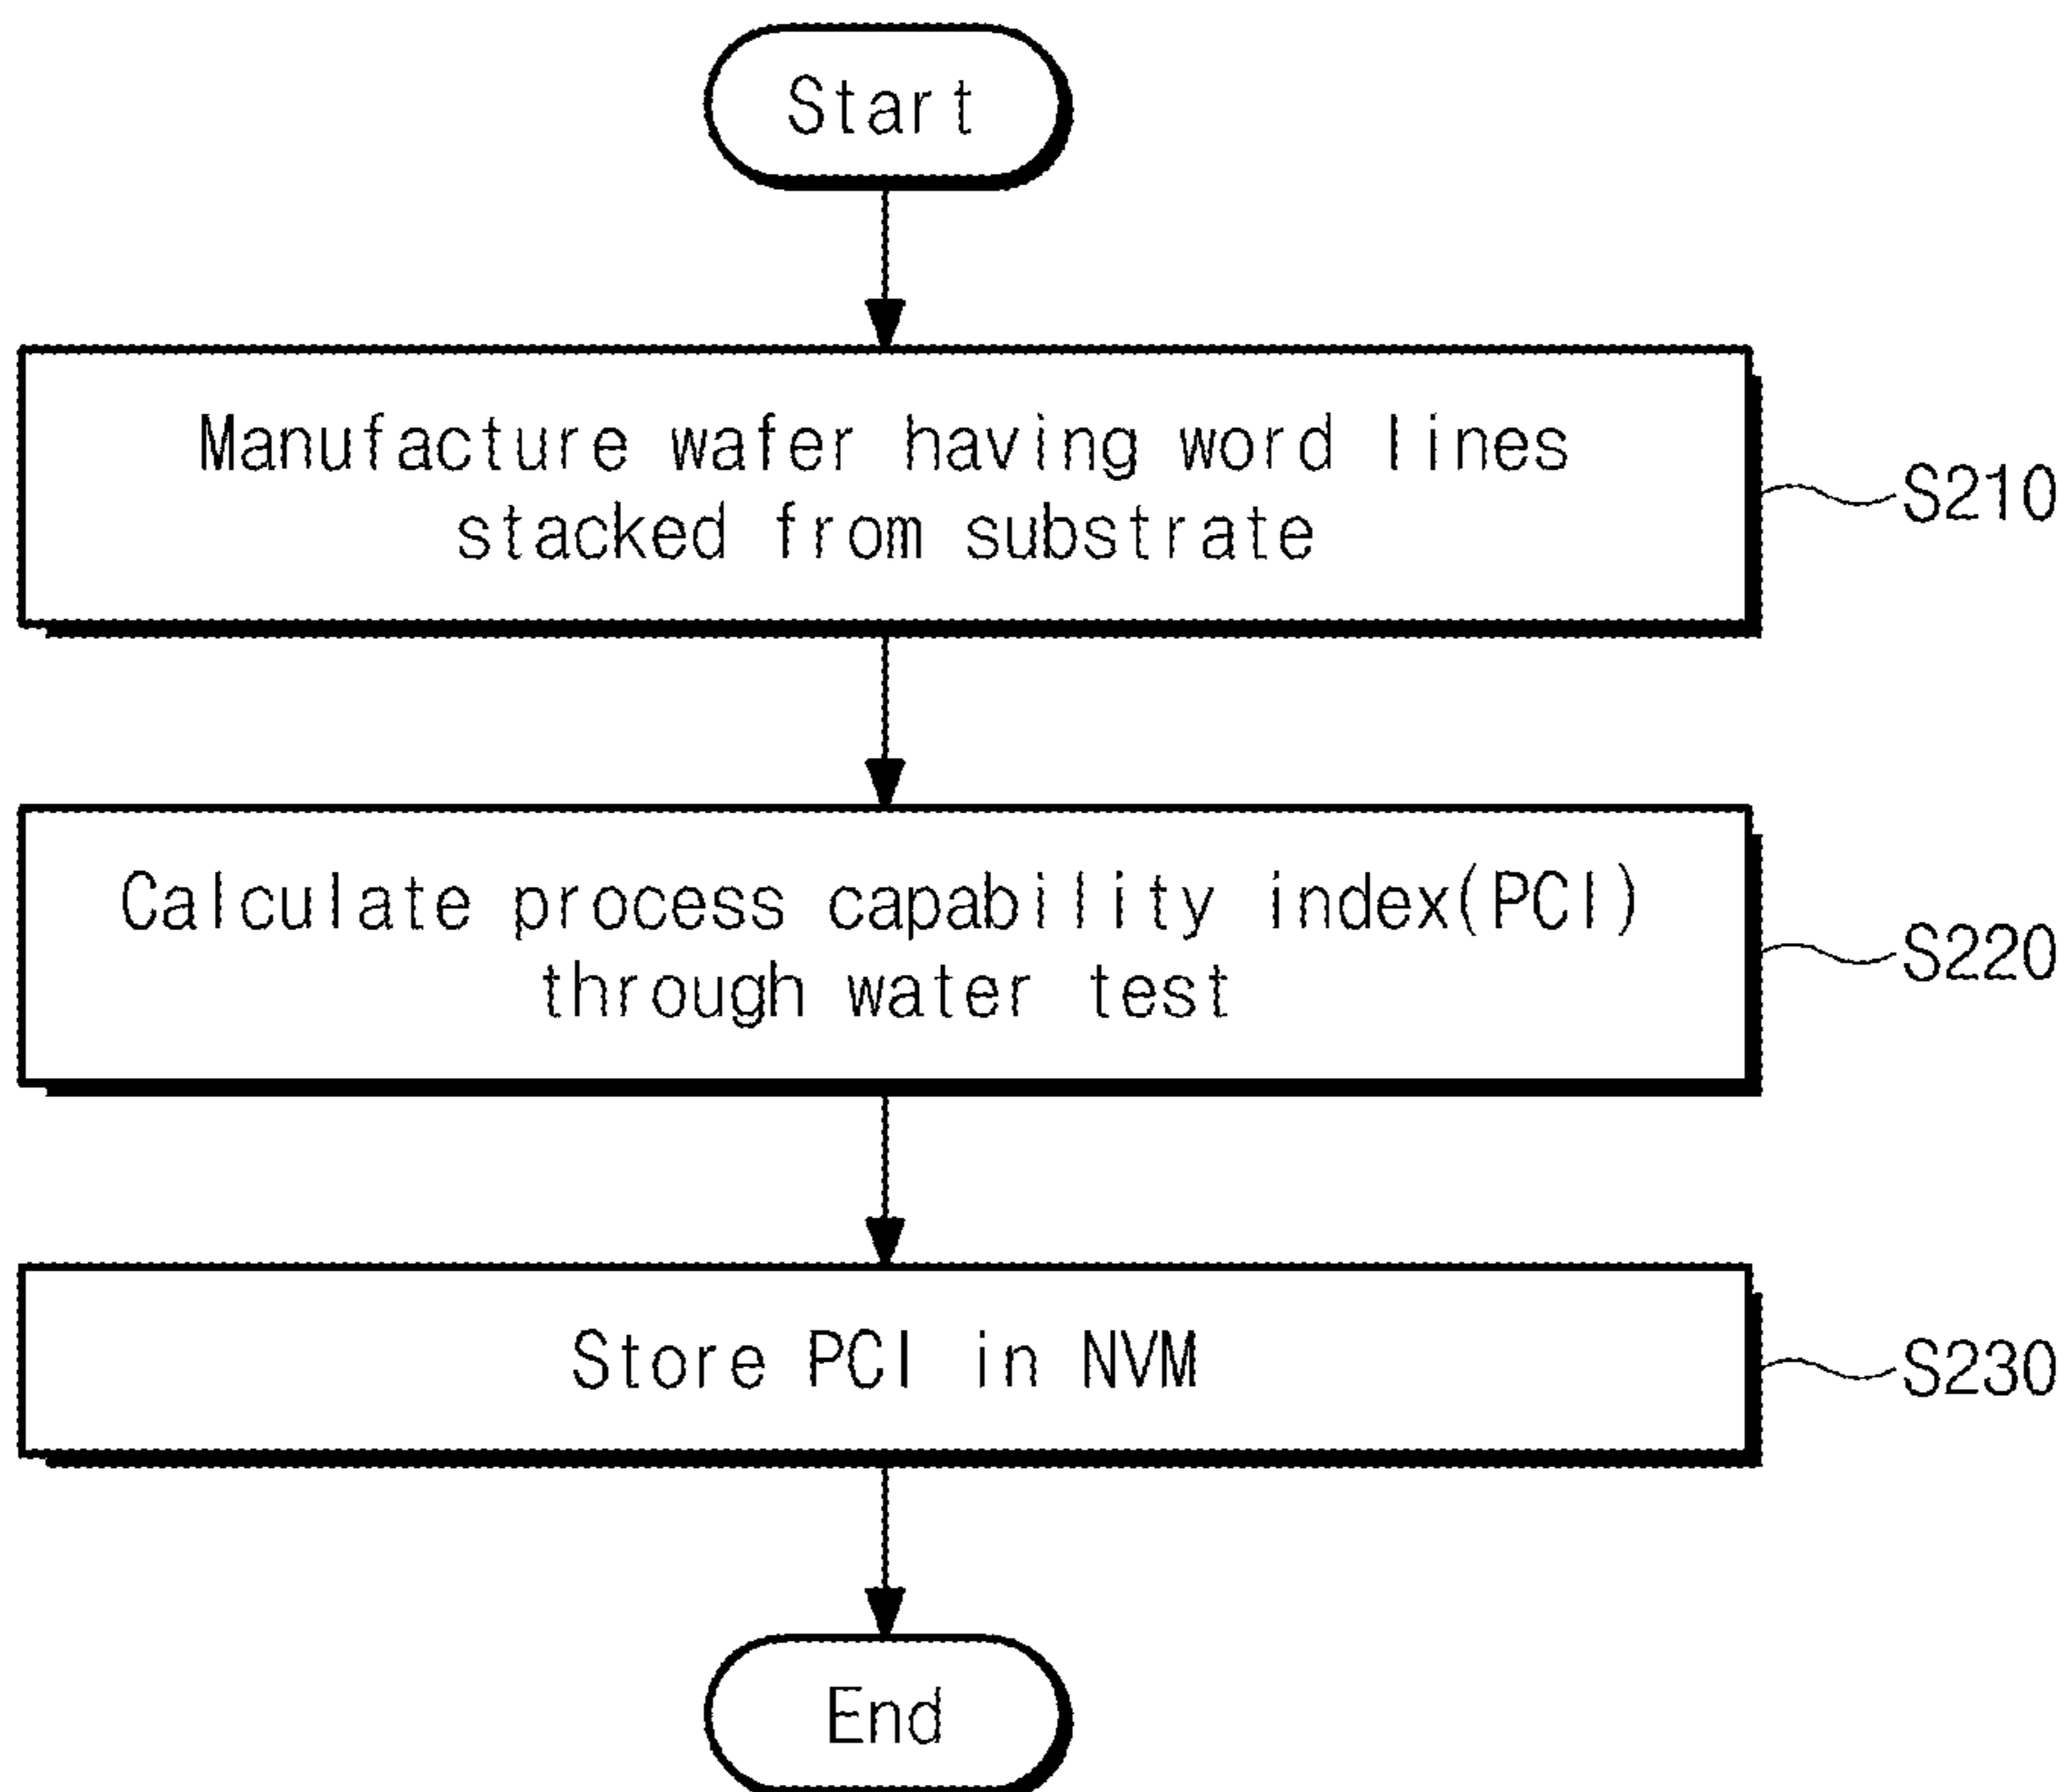 Start
Manufacture wafer having word lines
stacked from substrate
S210
Calculate process capability index(PCI)
through water test
S220
Store PCI in NVM
S230
End